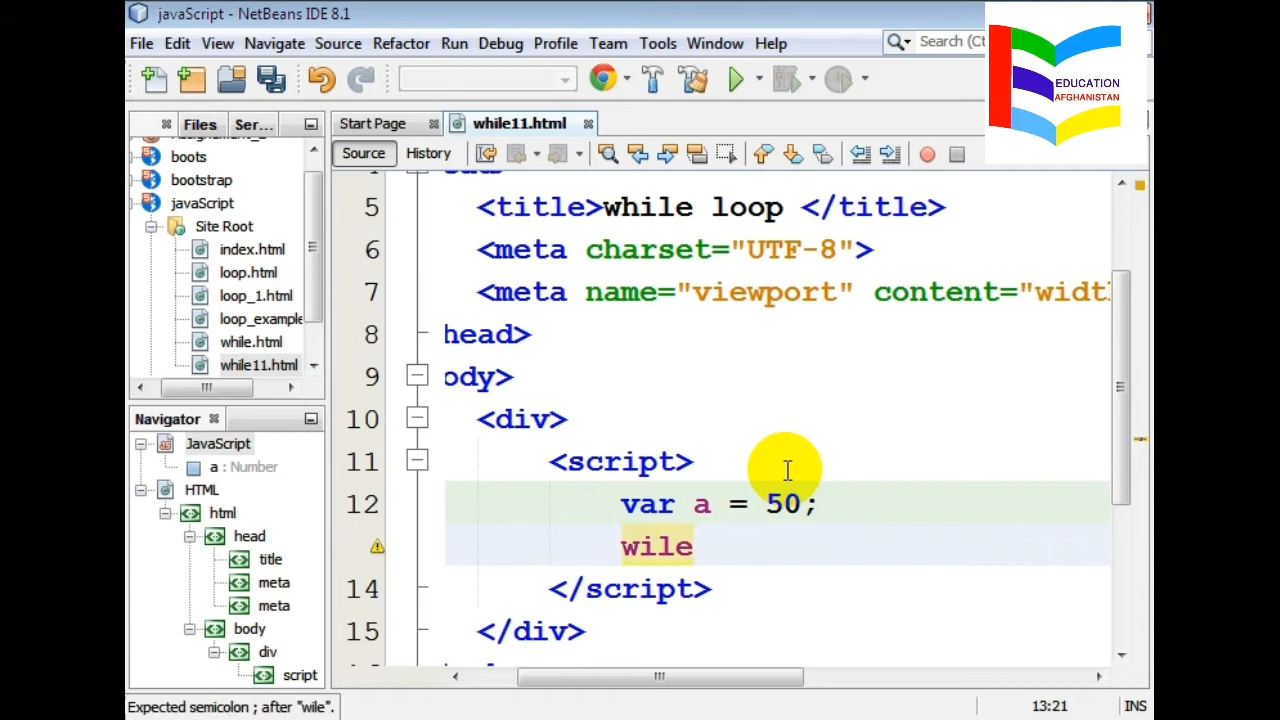 javaScript - NetBeans IDE 8.1
File Edit View Navigate Source Refactor Run Debug Profile Team Tools Window Help
Search (Ct
EDUCATION
AFGHANISTAN
Files Ser...
Start Page while11.html
Source History
boots
bootstrap
javaScript
Site Root
index.html
loop.html
loop_1.html
loop_example
while.html
while11.html
Navigator
JavaScript
a : Number
HTML
html
head
title
meta
meta
body
div
script
5 <title>while loop </title>
6 <meta charset="UTF-8">
7 <meta name="viewport" content="widt
8 head>
9 ody>
10 <div>
11 <script>
12 var a = 50;
wile
14 </script>
15 </div>
Expected semicolon ; after "wile".
13:21 INS